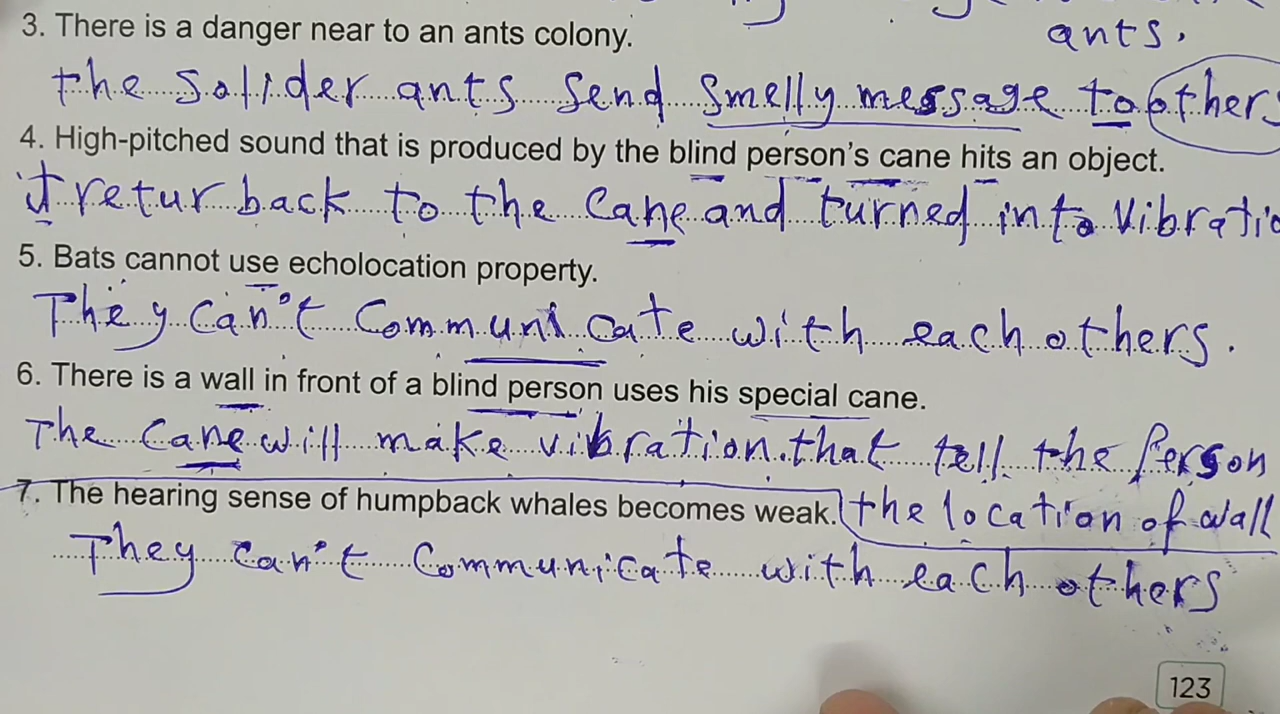 ants.
3. There is a danger near to an ants colony.
the Solider ants Send Smelly message to others
4. High-pitched sound that is produced by the blind person's cane hits an object.
it retur back to the Cane and turned into Vibratio
5. Bats cannot use echolocation property.
They Can't Communicate with each others.
6. There is a wall in front of a blind person uses his special cane.
The Cane will make vibration that tell the Person
7. The hearing sense of humpback whales becomes weak. the location of wall
They Can't Communicate with each others
123